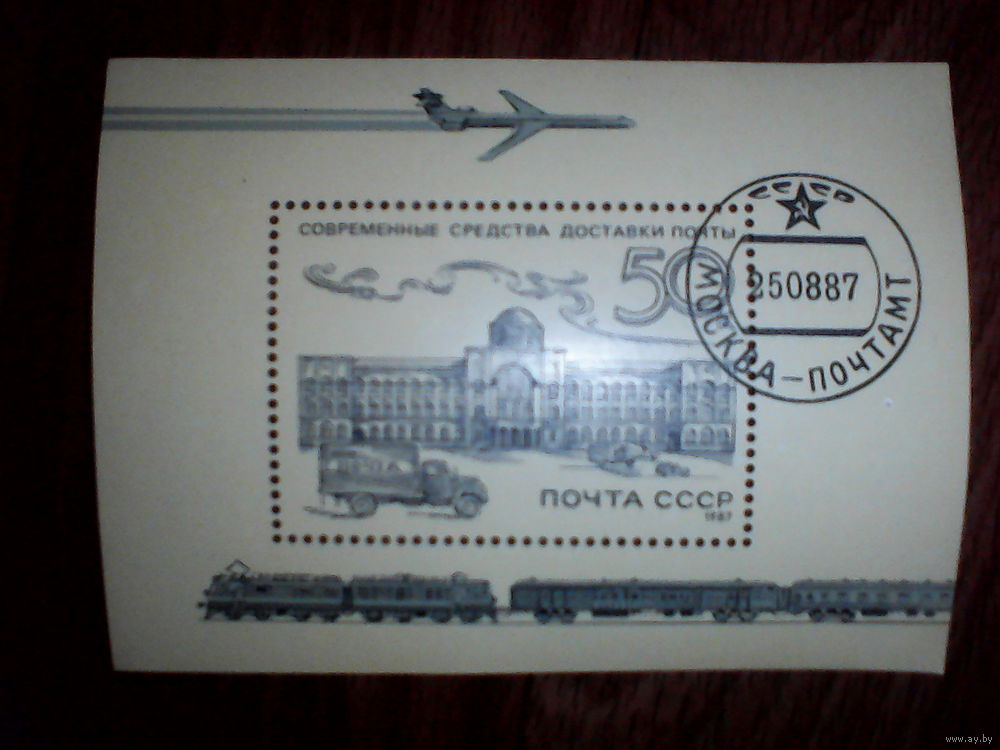 СССР
СОВРЕМЕННЫЕ СРЕДСТВА ДОСТАВКИ ПОЧТЫ
50
250887
МОСКВА-ПОЧТАМТ
ПОЧТА СССР
1987
www.ay.by